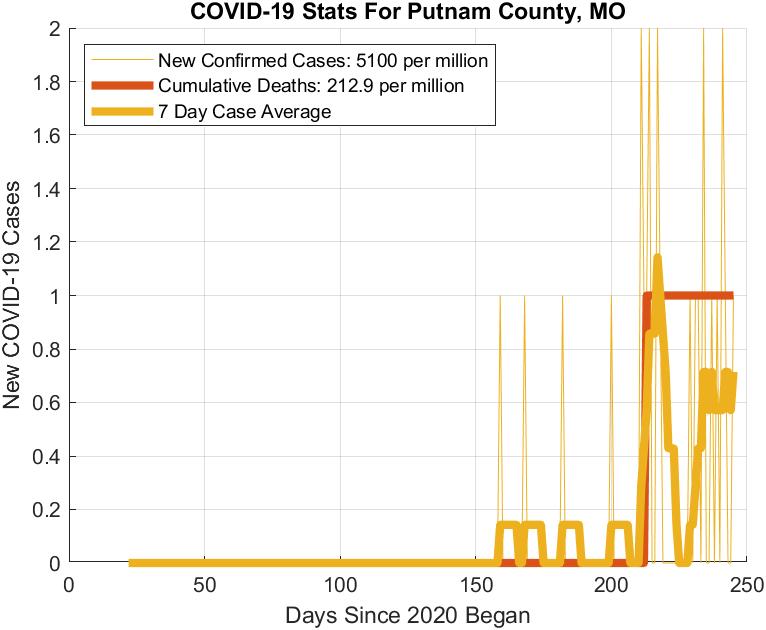 COVID-19 Stats For Putnam County, MO
New Confirmed Cases: 5100 per million
Cumulative Deaths: 212.9 per million
7 Day Case Average
New COVID-19 Cases
2
1.8
1.6
1.4
1.2
1
0.8
0.6
0.4
0.2
0
0 50 100 150 200 250
Days Since 2020 Began